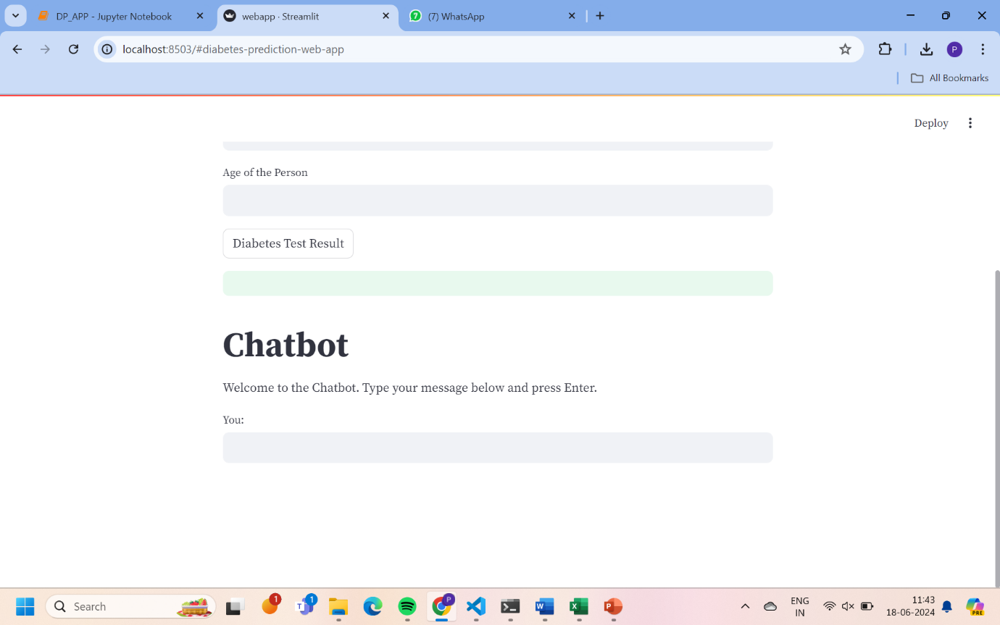 DP_APP - Jupyter Notebook
webapp · Streamlit
(7) WhatsApp
localhost:8503/#diabetes-prediction-web-app
P
All Bookmarks
Deploy
Age of the Person
Diabetes Test Result
Chatbot
Welcome to the Chatbot. Type your message below and press Enter.
You:
Search
1
1
P
ENG
IN
11:43
18-06-2024
PRE